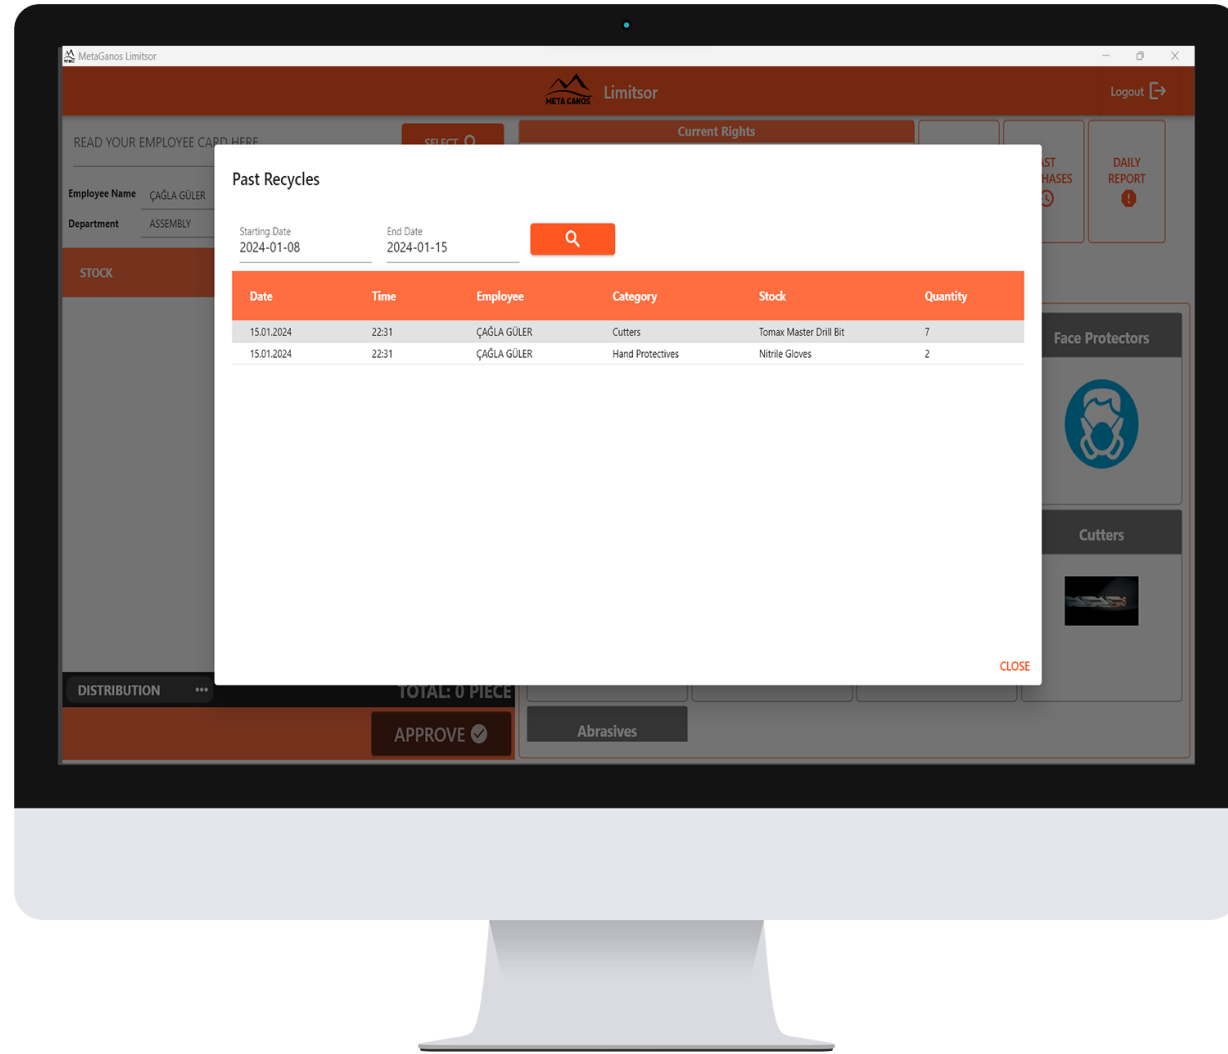 MetaGanos Limitsor
META GANOS
Limitsor
Logout
READ YOUR EMPLOYEE CARD HERE
SELECT
Current Rights
DAILY
REPORT
Employee Name ÇAĞLA GÜLER
Department ASSEMBLY
STOCK
Past Recycles
Starting Date
2024-01-08
End Date
2024-01-15
Date Time Employee Category Stock Quantity
15.01.2024 22:31 ÇAĞLA GÜLER Cutters Tomax Master Drill Bit 7
15.01.2024 22:31 ÇAĞLA GÜLER Hand Protectives Nitrile Gloves 2
CLOSE
Face Protectors
Cutters
DISTRIBUTION
TOTAL: 0 PIECE
APPROVE
Abrasives